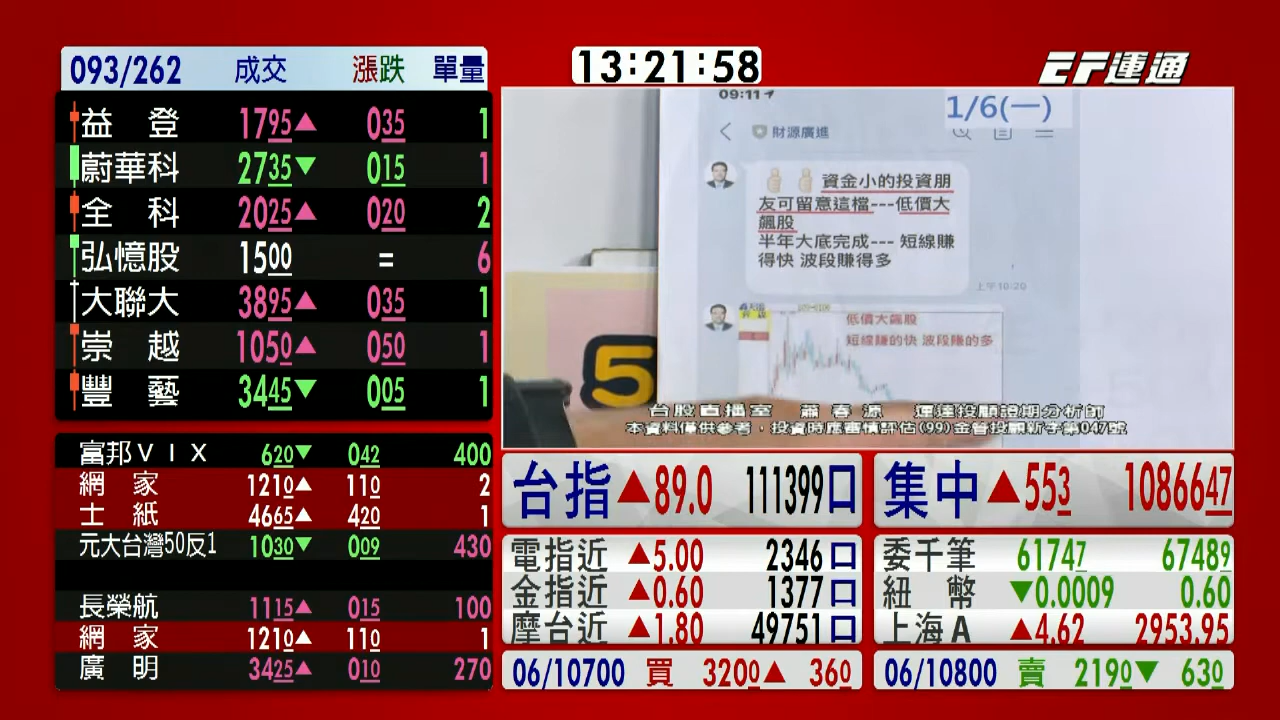 093/262 成交 漲跌 單量
益登 1795▲ 035 1
蔚華科 2735▼ 015 1
全科 2025▲ 020 2
弘憶股 1500 = 6
大聯大 3895▲ 035 1
崇越 1050▲ 050 1
豐藝 3445▼ 005 1
富邦VIX 620▼ 042 400
網家 1210▲ 110 2
士紙 4665▲ 420 1
元大台灣50反1 1030▼ 009 430
長榮航 1115▲ 015 100
網家 1210▲ 110 1
廣明 3425▲ 010 270
13:21:58
EF運通
09:11
1/6(一)
財源廣進
資金小的投資朋
友可留意這檔---低價大
飆股
半年大底完成--- 短線賺
得快 波段賺得多
上午10:20
低價大飆股
短線賺的快 波段賺的多
5
台股直播室 蕭春源 運達投顧證期分析師
本資料僅供參考，投資時應審慎評估(99)金管投顧新字第047號
台指▲89.0 111399口
集中▲553 1086647
電指近 ▲5.00 2346口
金指近 ▲0.60 1377口
摩台近 ▲1.80 49751口
委千筆 61747 67489
紐幣 ▼0.0009 0.60
上海A ▲4.62 2953.95
06/10700 買 3200▲ 360
06/10800 賣 2190▼ 630